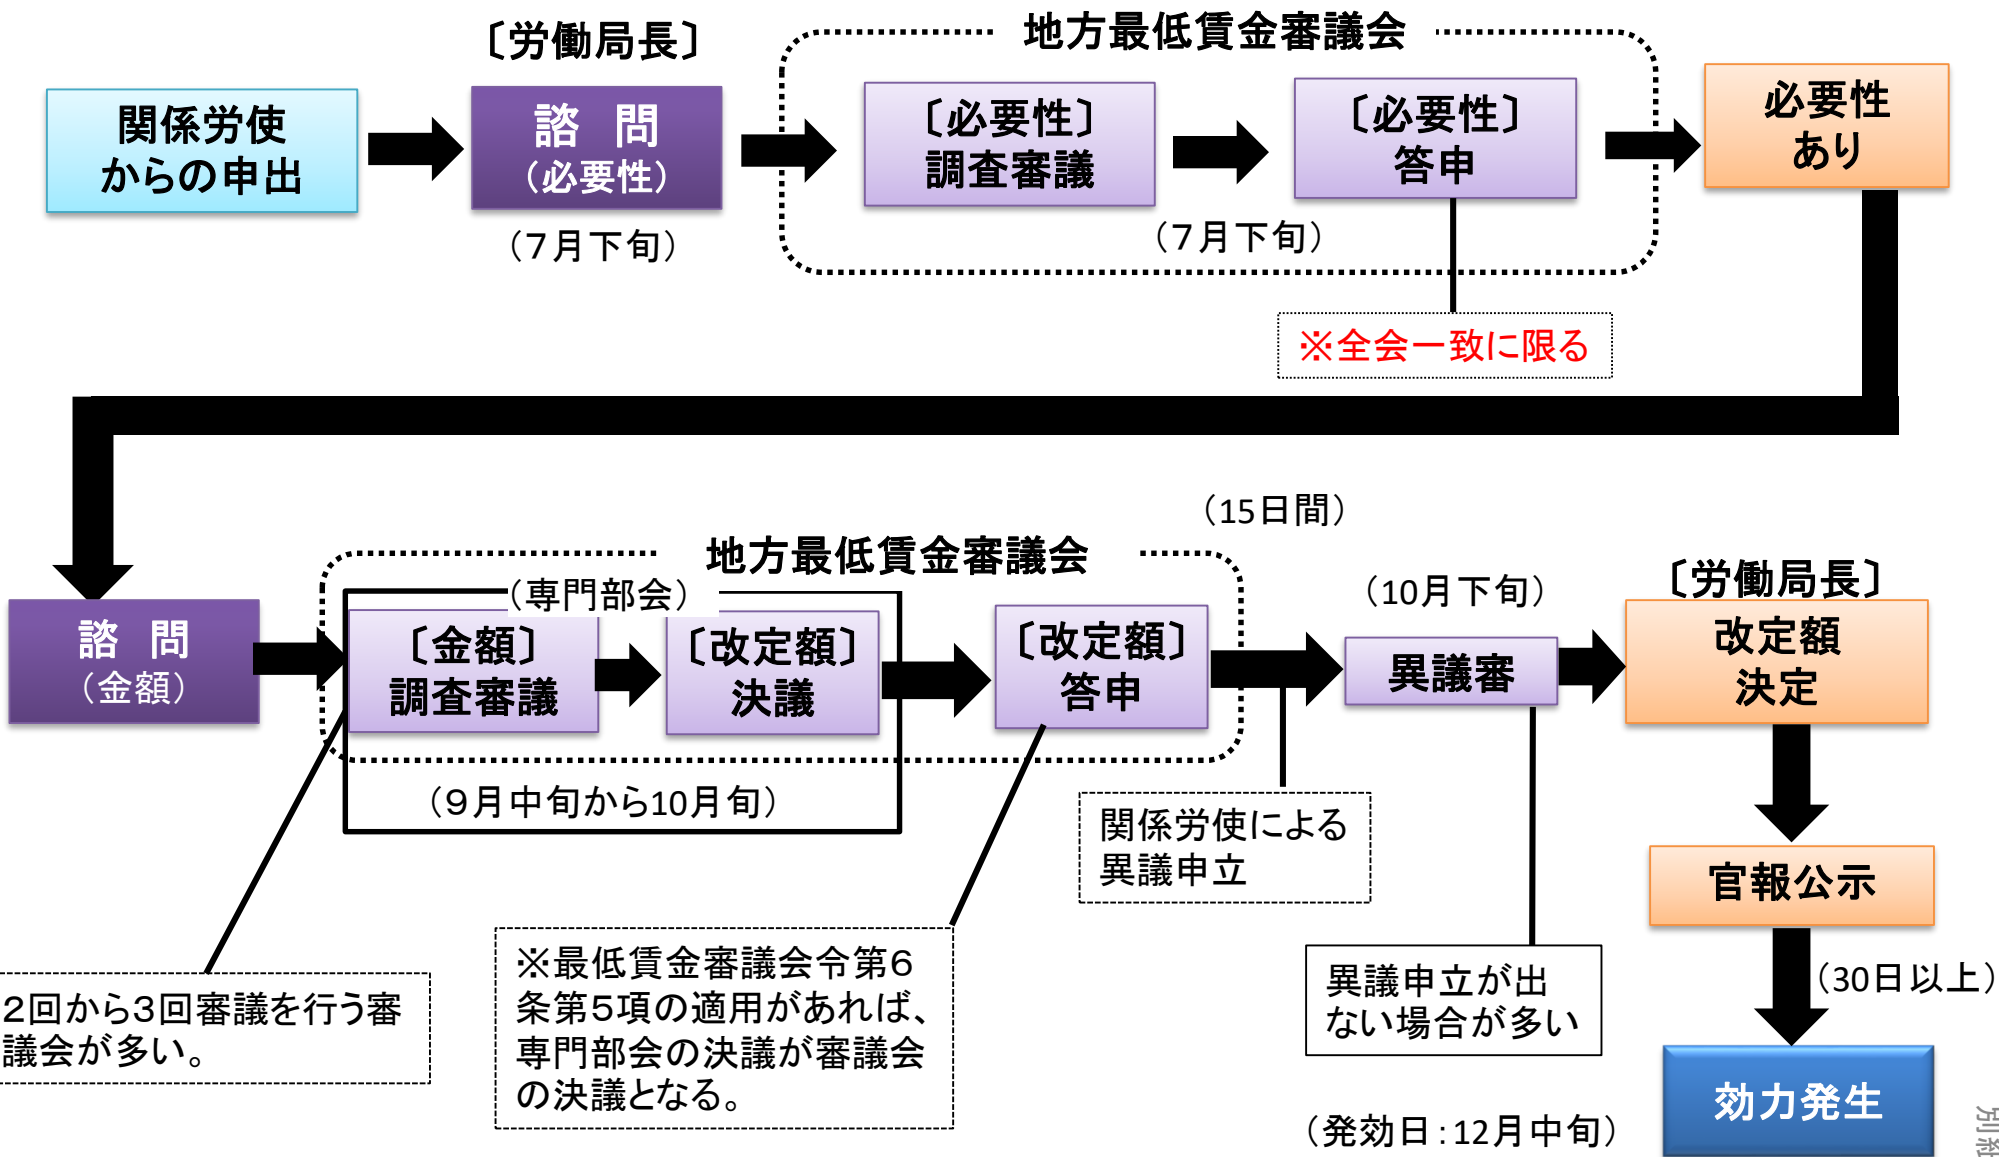 〔労働局長〕
地方最低賃金審議会
関係労使
からの申出
諮 問
（必要性）
（７月下旬）
〔必要性〕
調査審議
〔必要性〕
答申
（７月下旬）
必要性
あり
※全会一致に限る
（15日間）
地方最低賃金審議会
（専門部会）
（10月下旬）
〔労働局長〕
諮 問
（金額）
〔金額〕
調査審議
〔改定額〕
決議
〔改定額〕
答申
異議審
改定額
決定
（９月中旬から10月旬）
関係労使による
異議申立
官報公示
２回から３回審議を行う審
議会が多い。
※最低賃金審議会令第６
条第５項の適用があれば、
専門部会の決議が審議会
の決議となる。
異議申立が出
ない場合が多い
（30日以上）
効力発生
（発効日：12月中旬）
別紙